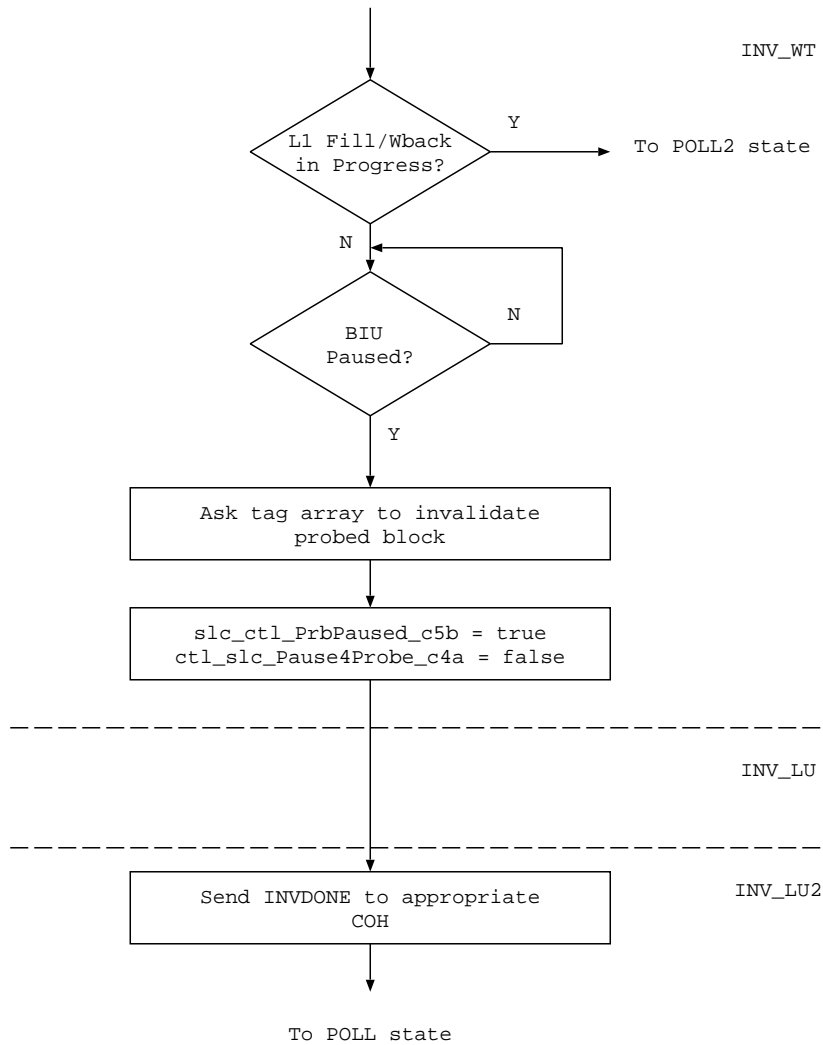 INV_WT
L1 Fill/Wback
in Progress?
Y
To POLL2 state
N
BIU
Paused?
N
Y
Ask tag array to invalidate
probed block
slc_ctl_PrbPaused_c5b = true
ctl_slc_Pause4Probe_c4a = false
INV_LU
INV_LU2
Send INVDONE to appropriate
COH
To POLL state